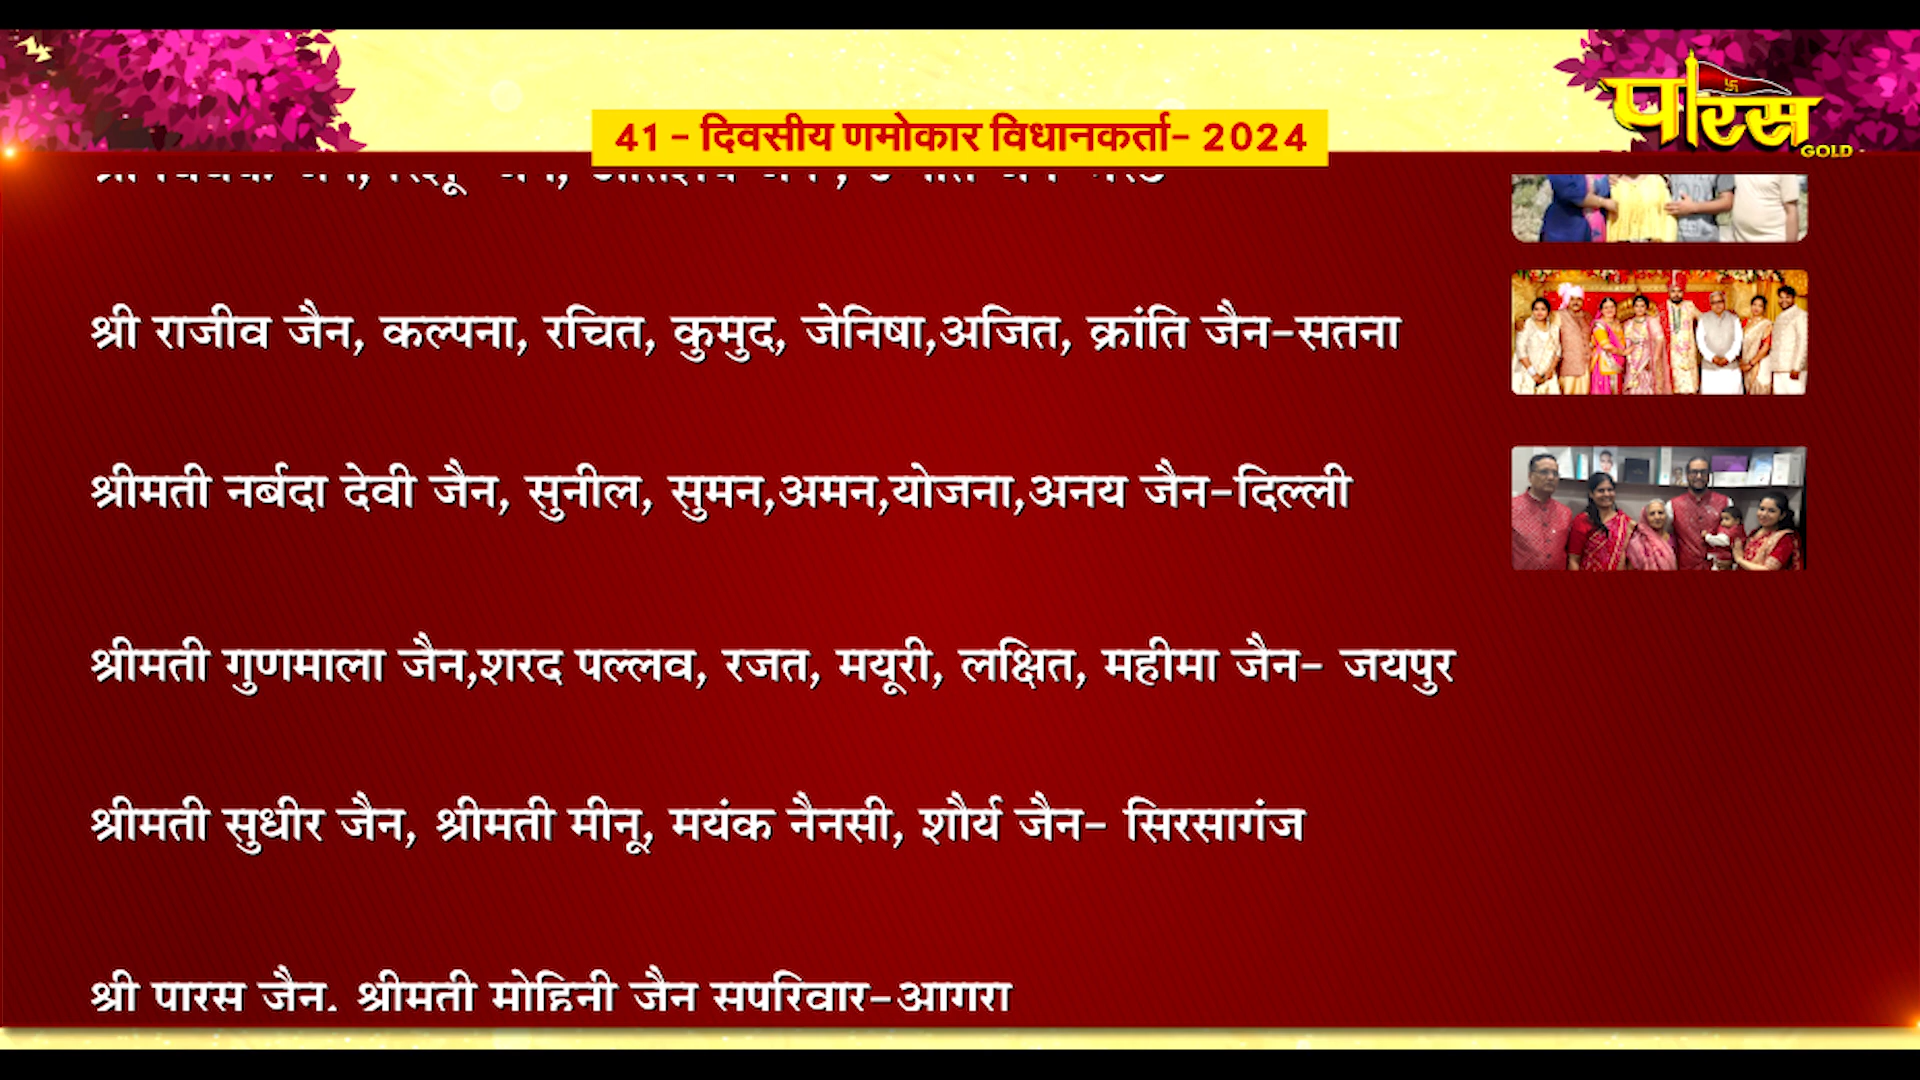 पारस
GOLD
41 - दिवसीय णमोकार विधानकर्ता- 2024
श्री राजीव जैन, कल्पना, रचित, कुमुद, जेनिषा,अजित, क्रांति जैन-सतना
श्रीमती नर्बदा देवी जैन, सुनील, सुमन,अमन,योजना,अनय जैन-दिल्ली
श्रीमती गुणमाला जैन,शरद पल्लव, रजत, मयूरी, लक्षित, महीमा जैन- जयपुर
श्रीमती सुधीर जैन, श्रीमती मीनू, मयंक नैनसी, शौर्य जैन- सिरसागंज
श्री पारस जैन, श्रीमती मोहिनी जैन सपरिवार-आगरा